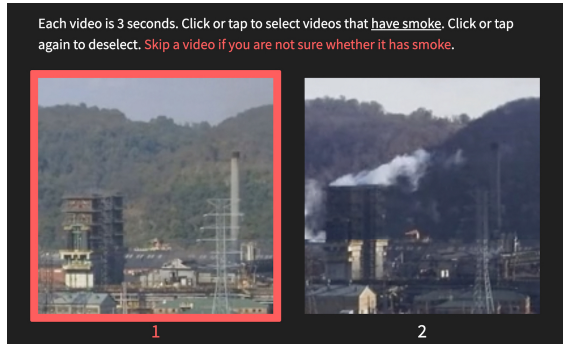 Each video is 3 seconds. Click or tap to select videos that have smoke. Click or tap
again to deselect. Skip a video if you are not sure whether it has smoke.
1
2